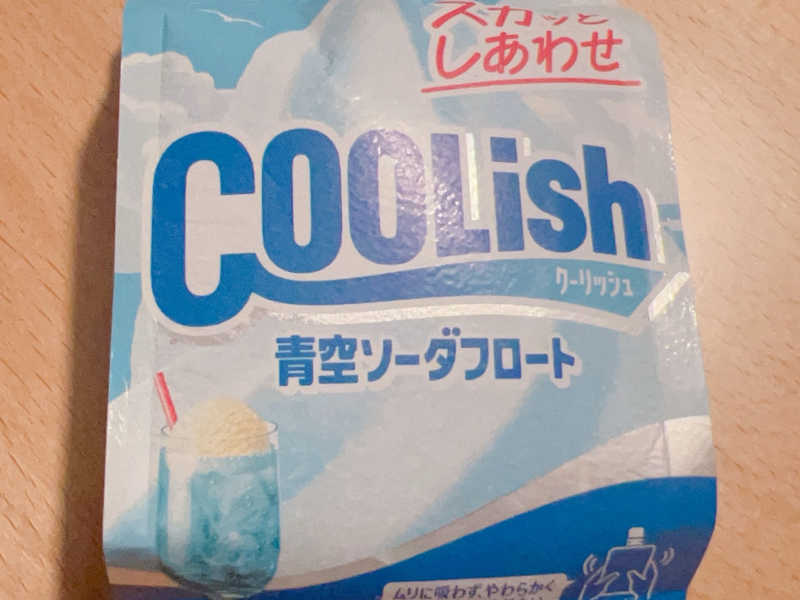 スカッと
しあわせ
COOLish
クーリッシュ
青空ソーダフロート
ムリに吸わず、やわらかく